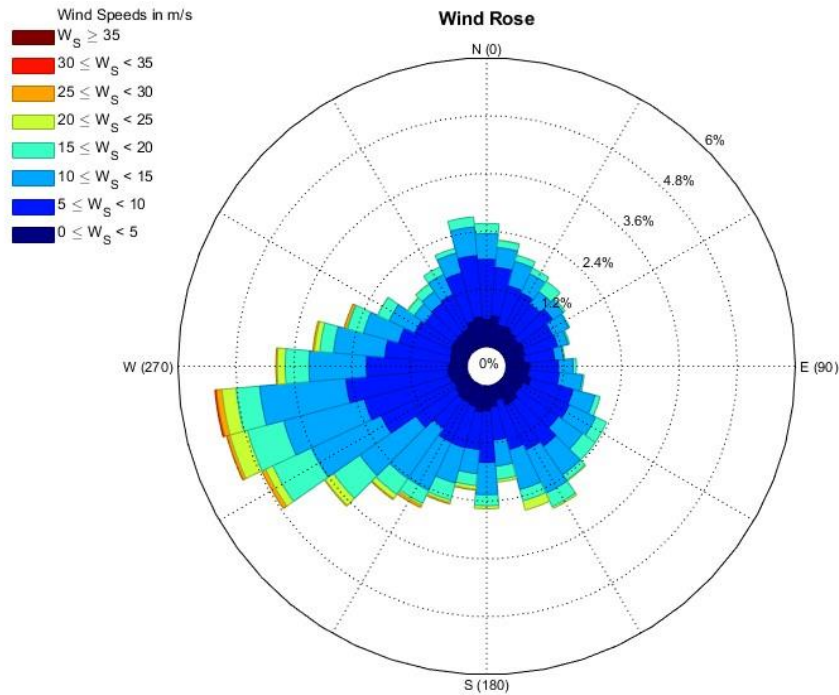 Wind Speeds in m/s
W_S ≥ 35
30 ≤ W_S < 35
25 ≤ W_S < 30
20 ≤ W_S < 25
15 ≤ W_S < 20
10 ≤ W_S < 15
5 ≤ W_S < 10
0 ≤ W_S < 5
Wind Rose
N (0)
6%
4.8%
3.6%
2.4%
1.2%
0%
W (270)
E (90)
S (180)